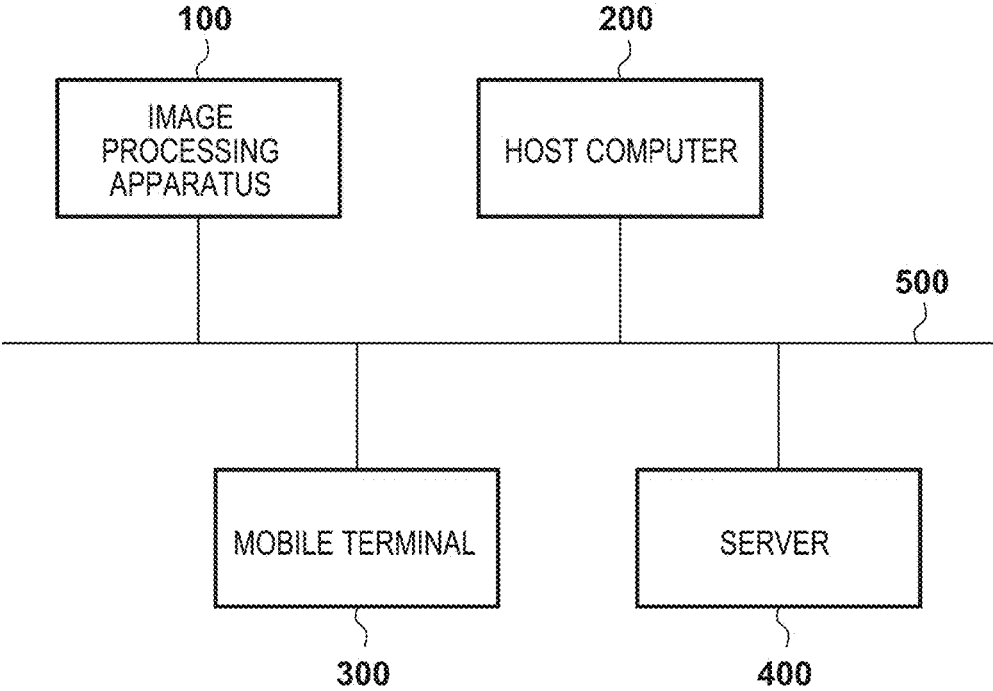 100
200
IMAGE
PROCESSING
APPARATUS
HOST COMPUTER
500
MOBILE TERMINAL
SERVER
300
400